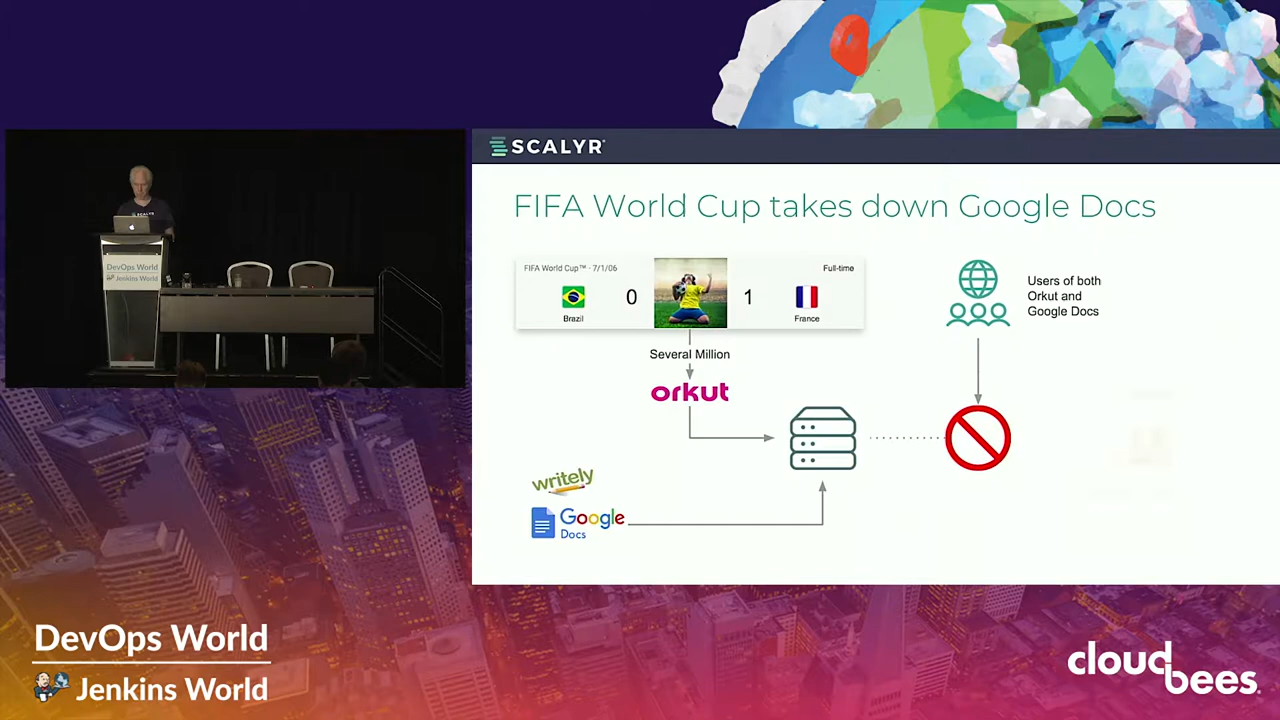 SCALYR
FIFA World Cup takes down Google Docs
FIFA World Cup™ - 7/1/06
Full-time
0
1
Brazil
France
Users of both
Orkut and
Google Docs
Several Million
orkut
writely
Google
Docs
SCALYR
DevOps World
Jenkins World
DevOps World
Jenkins World
cloudbees